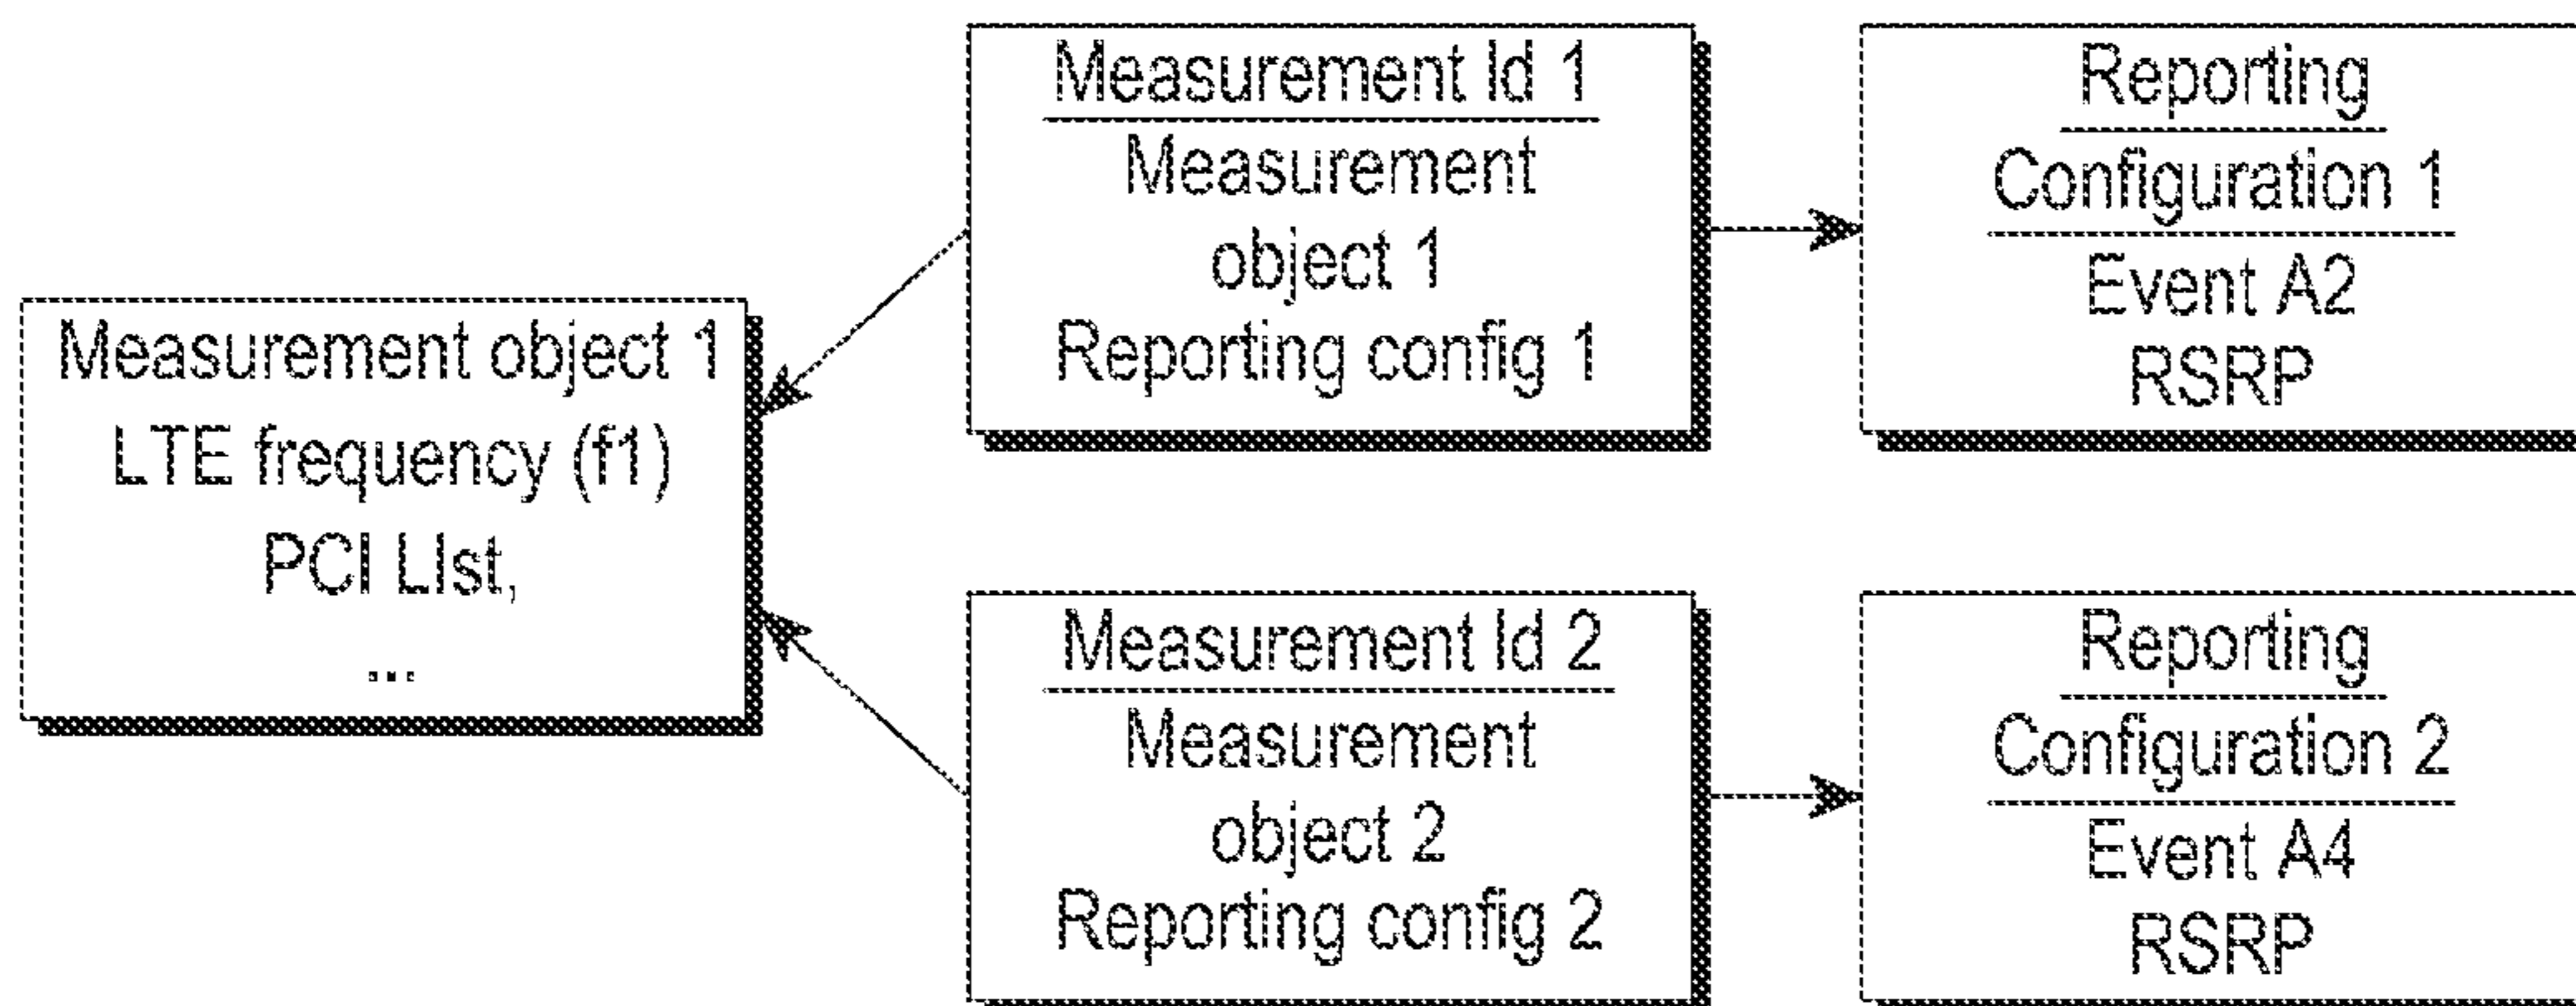 Measurement object 1
LTE frequency (f1)
PCI LIst,
...
Measurement Id 1
Measurement
object 1
Reporting config 1
Reporting
Configuration 1
Event A2
RSRP
Measurement Id 2
Measurement
object 2
Reporting config 2
Reporting
Configuration 2
Event A4
RSRP